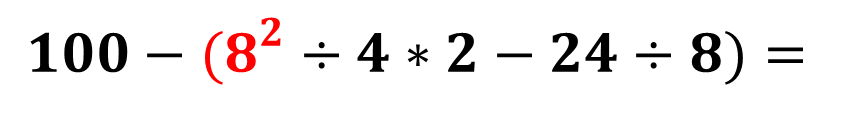 100 − (8² ÷ 4 * 2 − 24 ÷ 8) =